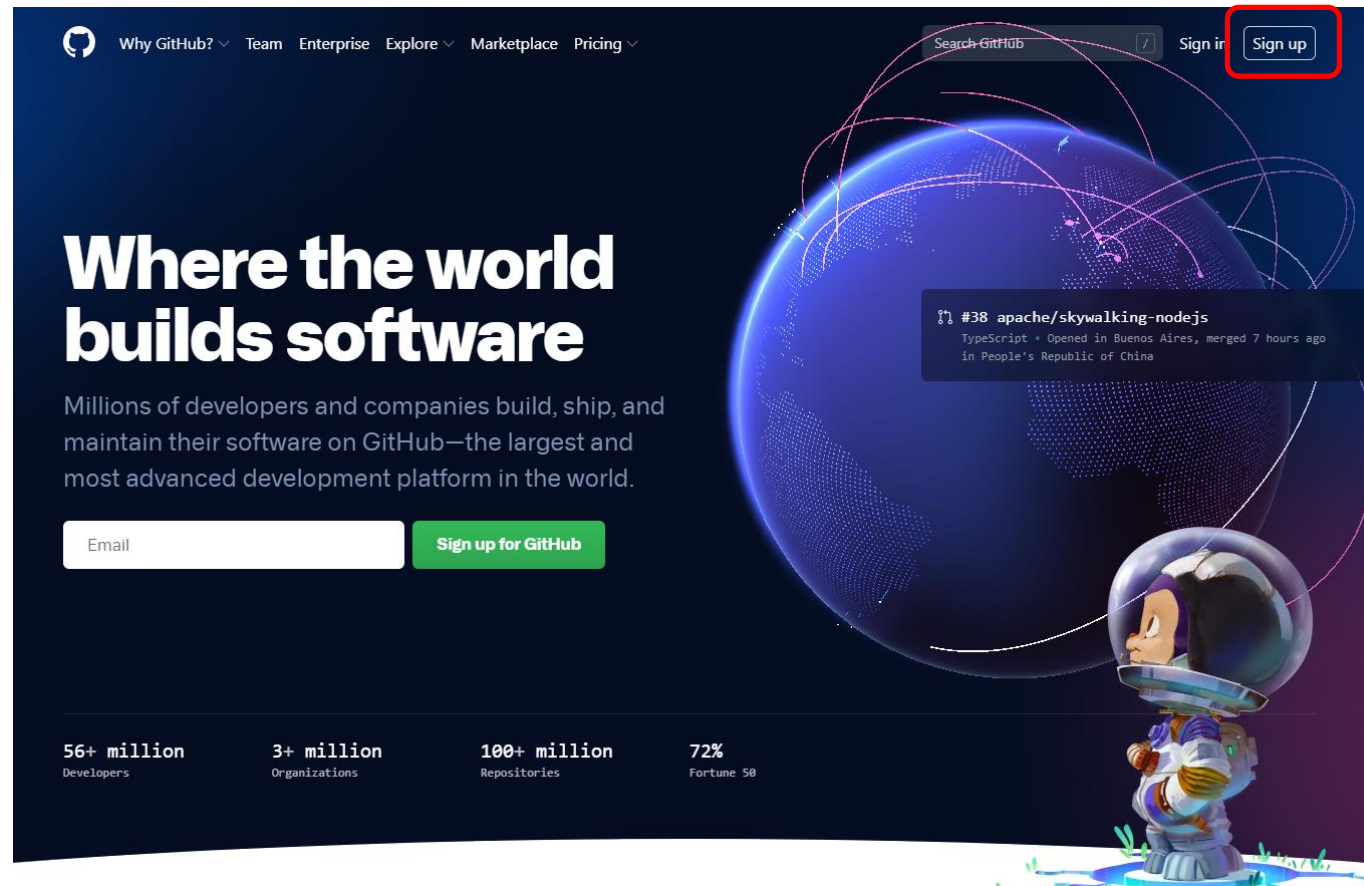 Why GitHub? Team Enterprise Explore Marketplace Pricing
Search GitHub /
Sign in
Sign up
Where the world
builds software
Millions of developers and companies build, ship, and
maintain their software on GitHub—the largest and
most advanced development platform in the world.
Email
Sign up for GitHub
#38 apache/skywalking-nodejs
TypeScript • Opened in Buenos Aires, merged 7 hours ago
in People's Republic of China
56+ million
Developers
3+ million
Organizations
100+ million
Repositories
72%
Fortune 50